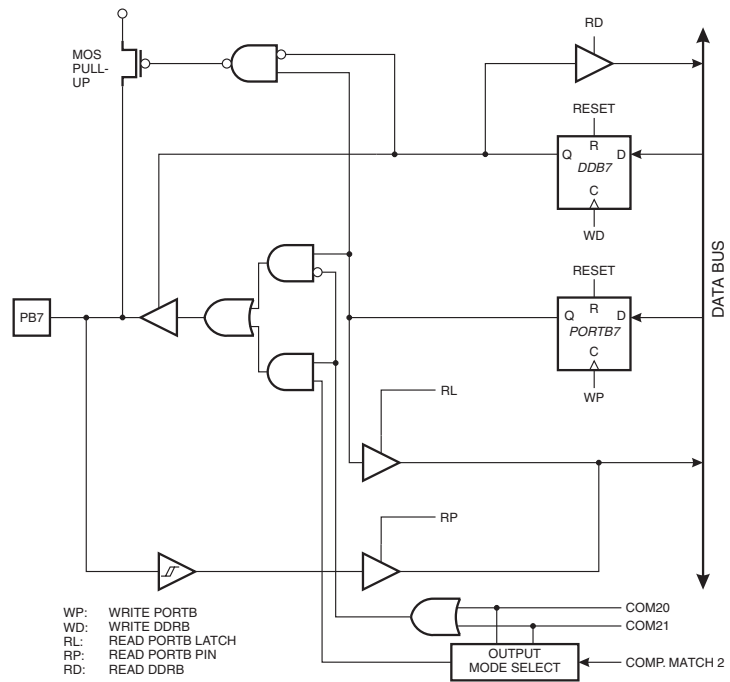 RD
MOS
PULL-
UP
RESET
R
Q
D
DDB7
C
WD
DATA BUS
RESET
R
Q
D
PORTB7
C
WP
PB7
RL
RP
WP: WRITE PORTB
WD: WRITE DDRB
RL: READ PORTB LATCH
RP: READ PORTB PIN
RD: READ DDRB
COM20
COM21
OUTPUT
MODE SELECT
COMP. MATCH 2